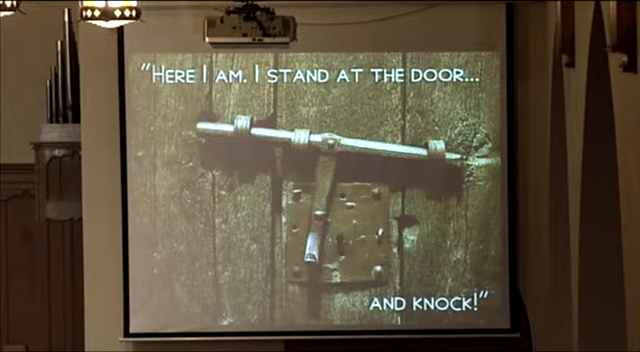 "Here I am. I stand at the door...
and knock!"